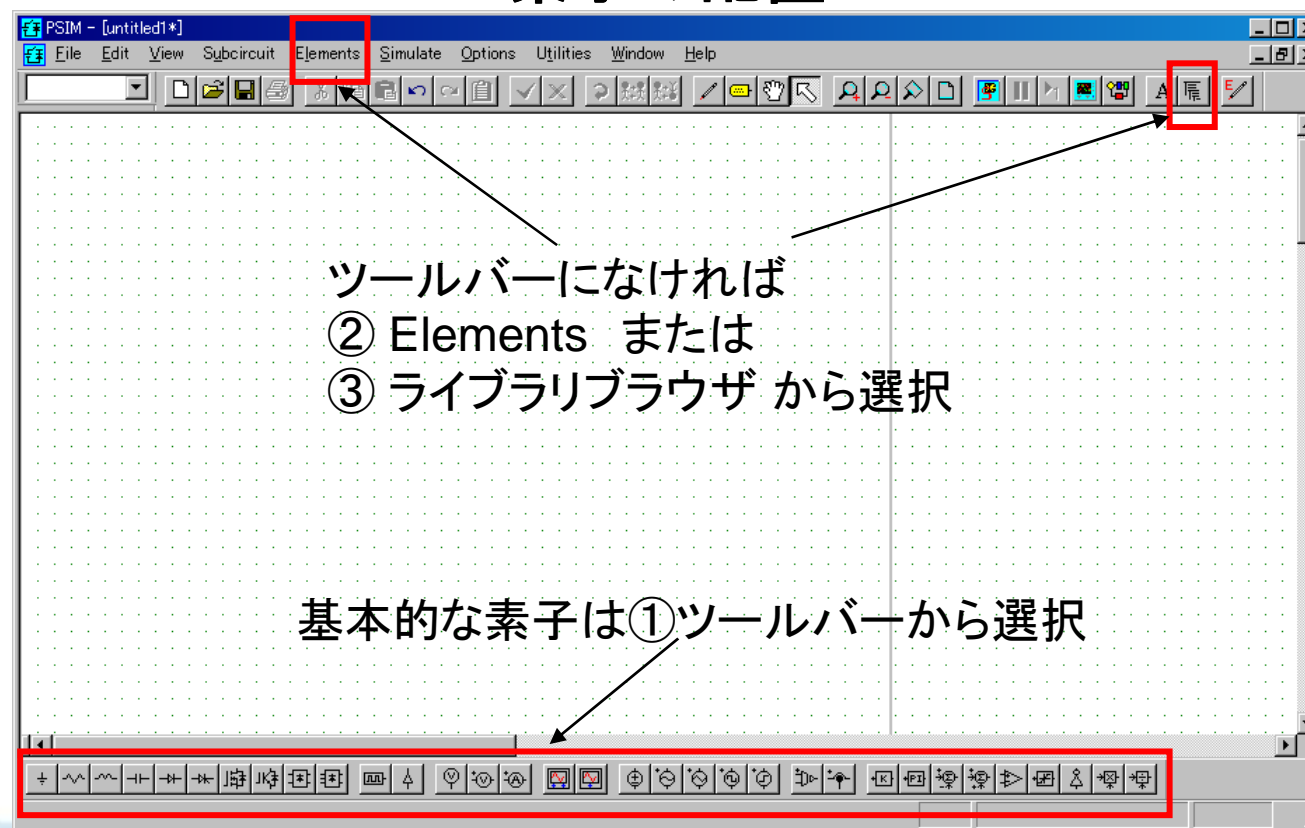 PSIM - [untitled1*]
File Edit View Subcircuit Elements Simulate Options Utilities Window Help
ツールバーになければ
② Elements または
③ ライブラリブラウザ から選択
基本的な素子は①ツールバーから選択